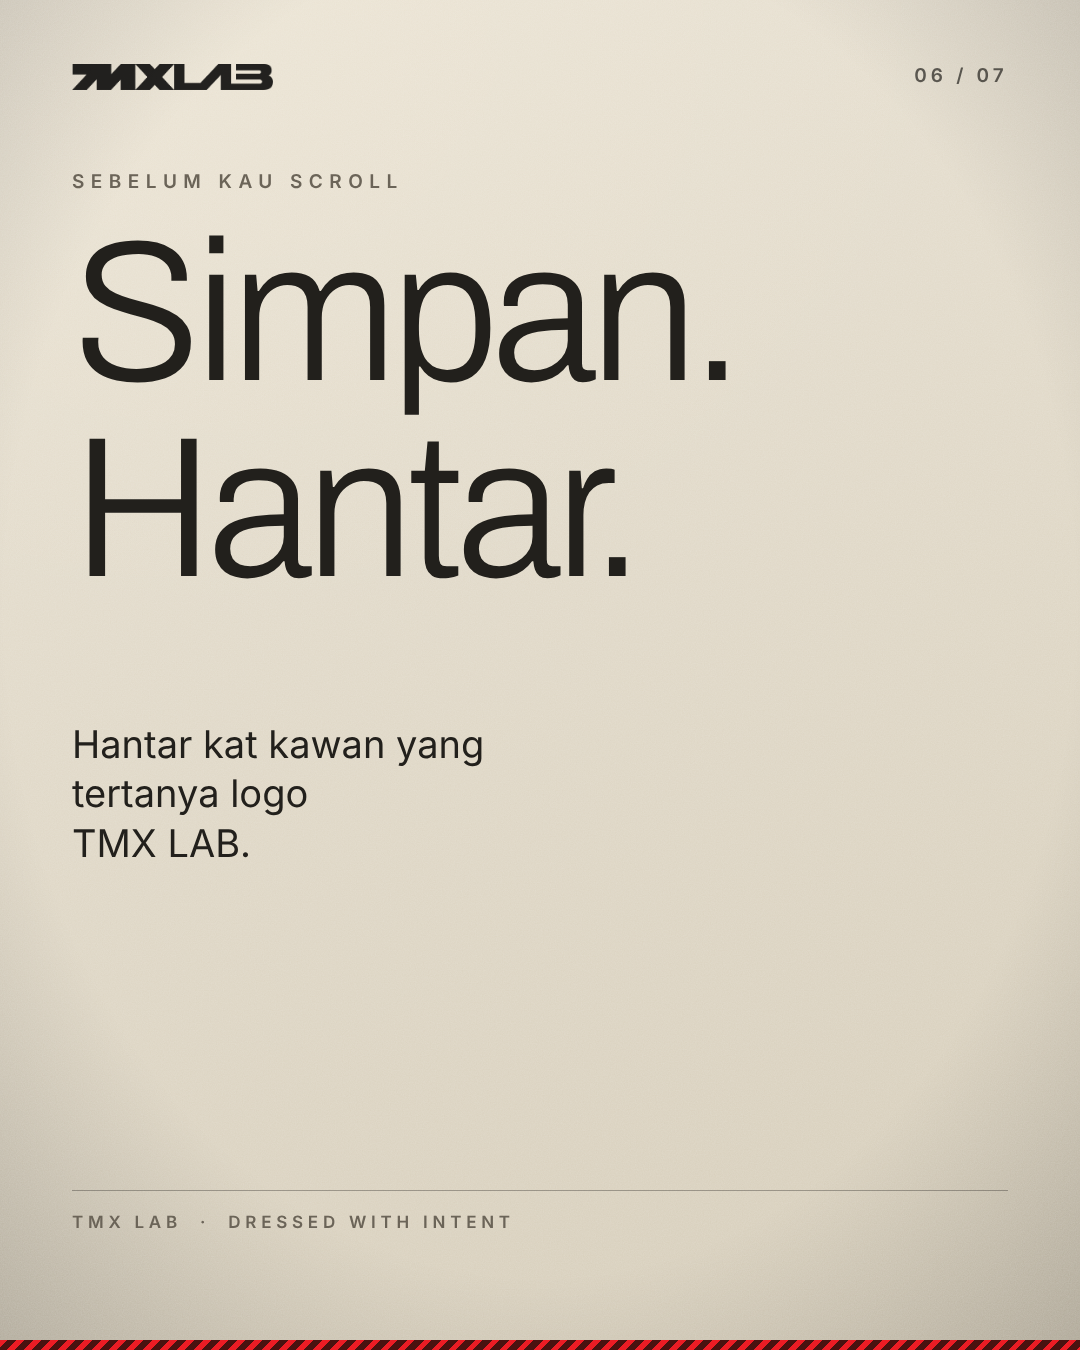 TMXLAB
06 / 07
SEBELUM KAU SCROLL
Simpan.
Hantar.
Hantar kat kawan yang
tertanya logo
TMX LAB.
TMX LAB · DRESSED WITH INTENT